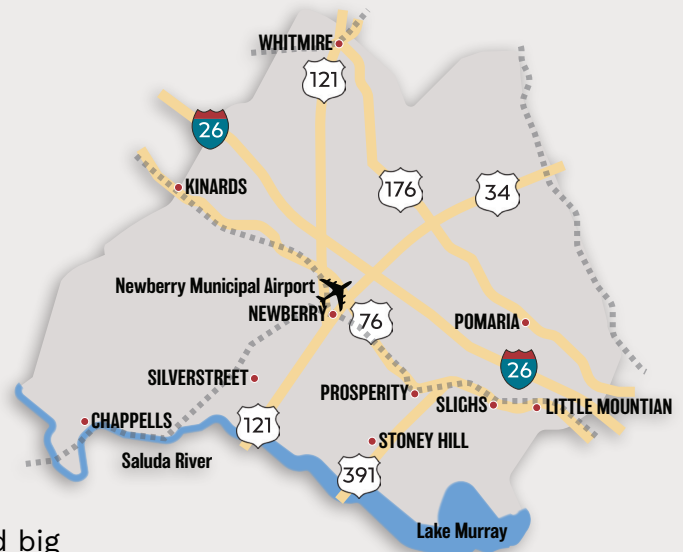 WHITMIRE
121
26
KINARDS
176
34
Newberry Municipal Airport
NEWBERRY
76
POMARIA
26
SILVERSTREET
PROSPERITY
SLIGHS
LITTLE MOUNTIAN
CHAPPELLS
121
STONEY HILL
Saluda River
391
Lake Murray
d big